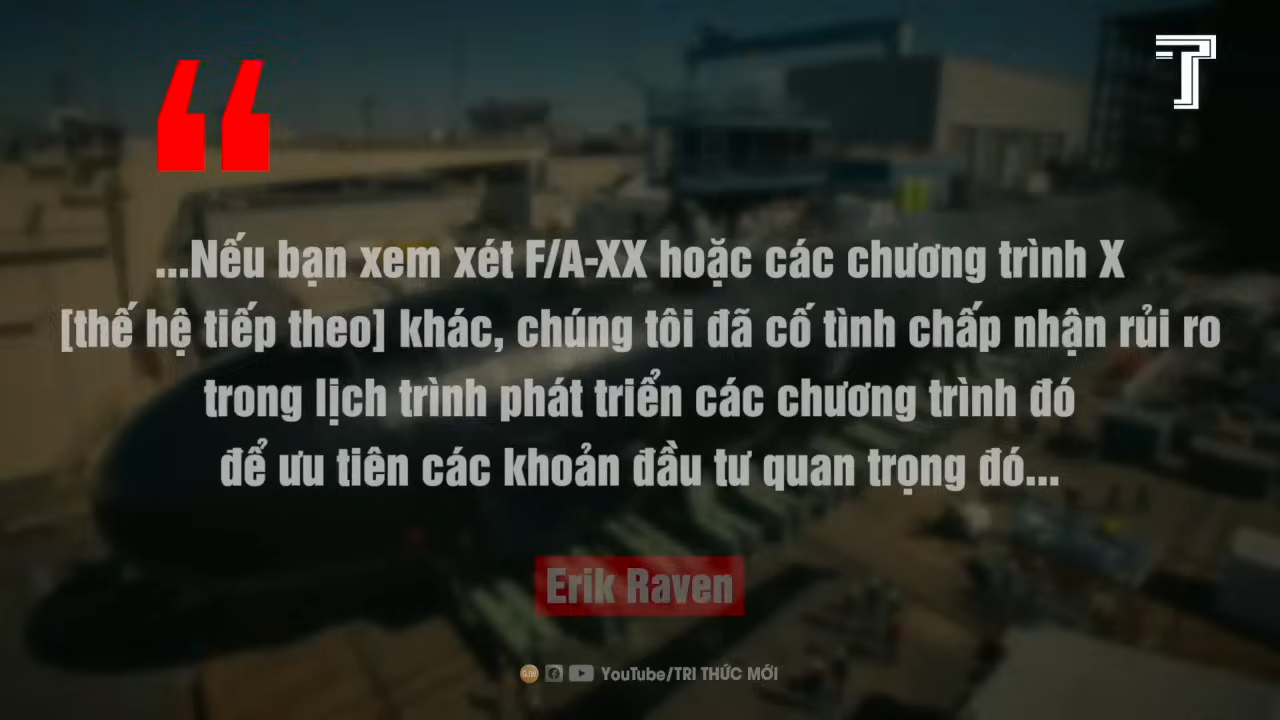 “
...Nếu bạn xem xét F/A-XX hoặc các chương trình X
[thế hệ tiếp theo] khác, chúng tôi đã cố tình chấp nhận rủi ro
trong lịch trình phát triển các chương trình đó
để ưu tiên các khoản đầu tư quan trọng đó...
Erik Raven
YouTube/TRI THỨC MỚI